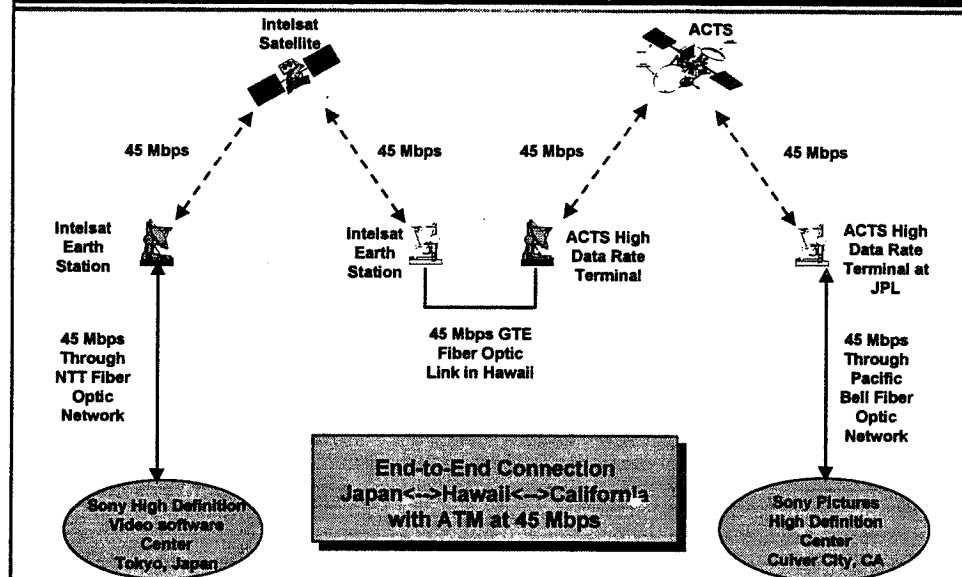 Intelsat
Satellite
ACTS
45 Mbps
45 Mbps
45 Mbps
45 Mbps
Intelsat
Earth
Station
Intelsat
Earth
Station
ACTS High
Data Rate
Terminal
ACTS High
Data Rate
Terminal at
JPL
45 Mbps
Through
NTT Fiber
Optic
Network
45 Mbps GTE
Fiber Optic
Link in Hawaii
45 Mbps
Through
Pacific
Bell Fiber
Optic
Network
End-to-End Connection
Japan<-->Hawaii<-->California
with ATM at 45 Mbps
Sony High Definition
Video software
Center
Tokyo, Japan
Sony Pictures
High Definition
Center
Culver City, CA